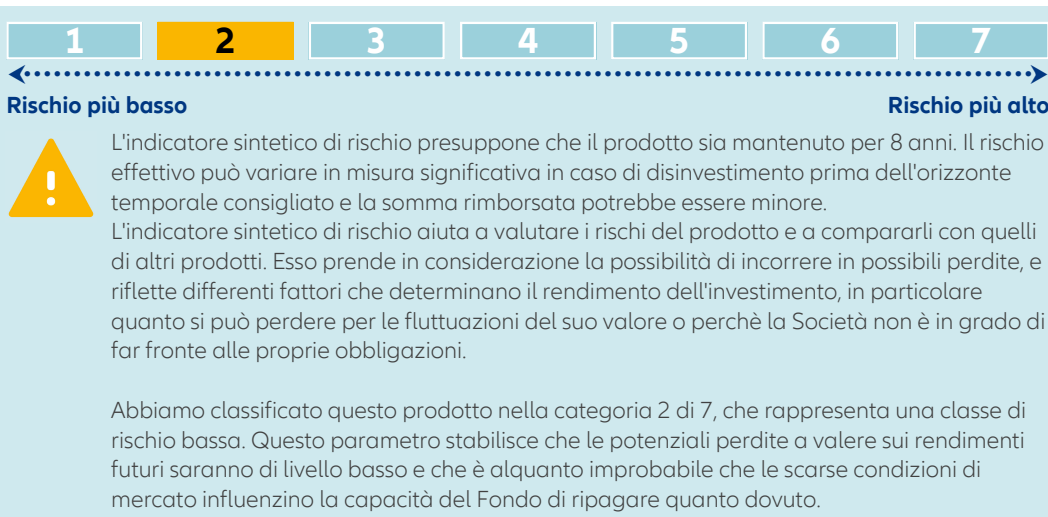 1 2 3 4 5 6 7
Rischio più basso Rischio più alto
L'indicatore sintetico di rischio presuppone che il prodotto sia mantenuto per 8 anni. Il rischio
effettivo può variare in misura significativa in caso di disinvestimento prima dell'orizzonte
temporale consigliato e la somma rimborsata potrebbe essere minore.
L'indicatore sintetico di rischio aiuta a valutare i rischi del prodotto e a compararli con quelli
di altri prodotti. Esso prende in considerazione la possibilità di incorrere in possibili perdite, e
riflette differenti fattori che determinano il rendimento dell'investimento, in particolare
quanto si può perdere per le fluttuazioni del suo valore o perchè la Società non è in grado di
far fronte alle proprie obbligazioni.
Abbiamo classificato questo prodotto nella categoria 2 di 7, che rappresenta una classe di
rischio bassa. Questo parametro stabilisce che le potenziali perdite a valere sui rendimenti
futuri saranno di livello basso e che è alquanto improbabile che le scarse condizioni di
mercato influenzino la capacità del Fondo di ripagare quanto dovuto.